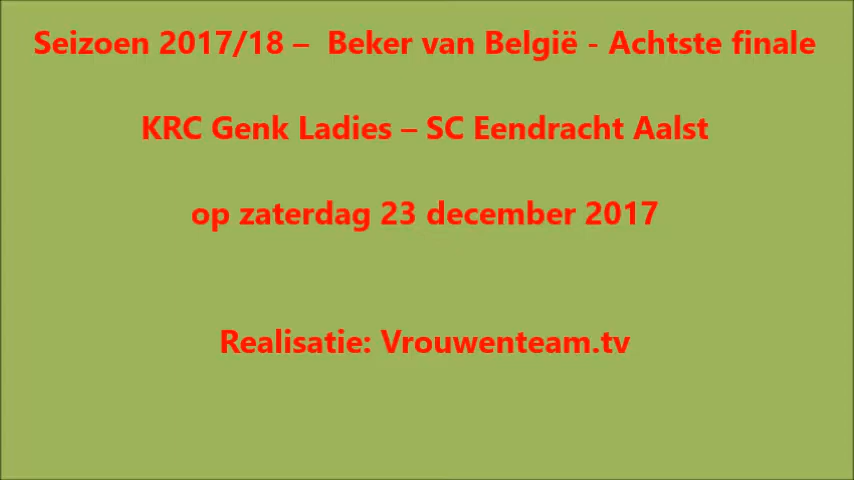 Seizoen 2017/18 –  Beker van België - Achtste finale
KRC Genk Ladies – SC Eendracht Aalst
op zaterdag 23 december 2017
Realisatie: Vrouwenteam.tv